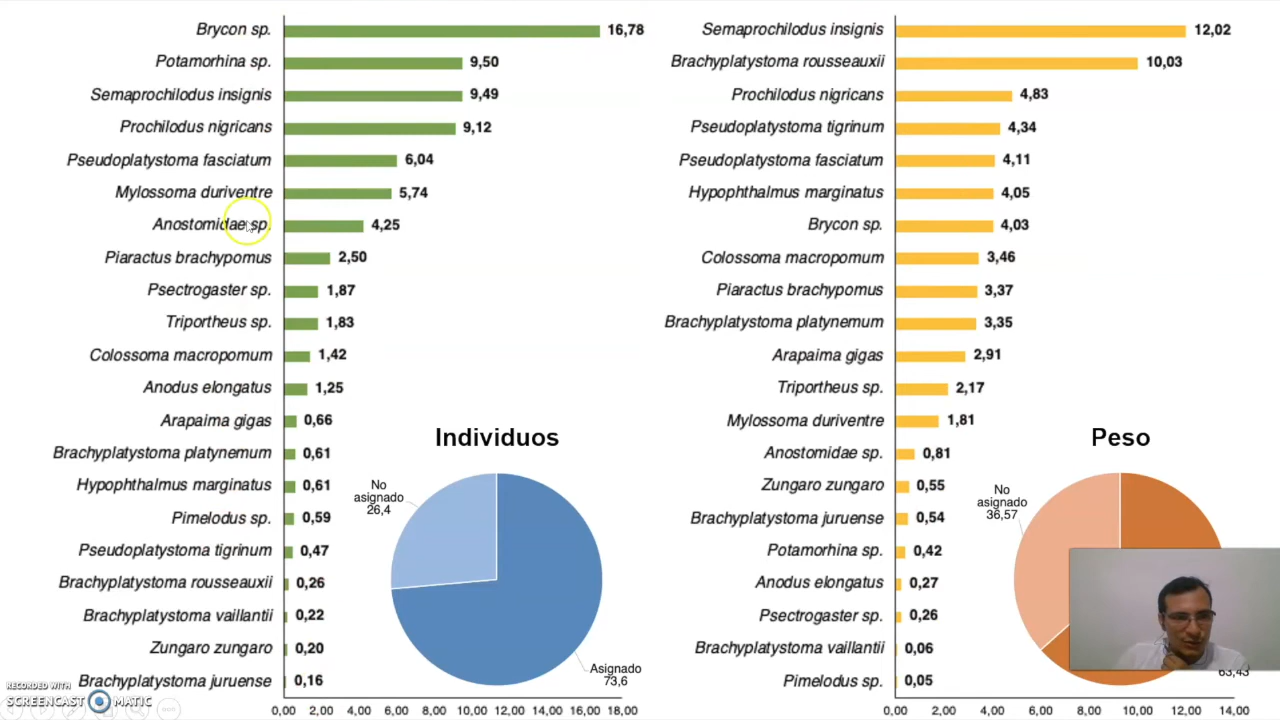 Brycon sp. 16,78
Potamorhina sp. 9,50
Semaprochilodus insignis 9,49
Prochilodus nigricans 9,12
Pseudoplatystoma fasciatum 6,04
Mylossoma duriventre 5,74
Anostomidae sp. 4,25
Piaractus brachypomus 2,50
Psectrogaster sp. 1,87
Triportheus sp. 1,83
Colossoma macropomum 1,42
Anodus elongatus 1,25
Arapaima gigas 0,66
Brachyplatystoma platynemum 0,61
Hypophthalmus marginatus 0,61
Pimelodus sp. 0,59
Pseudoplatystoma tigrinum 0,47
Brachyplatystoma rousseauxii 0,26
Brachyplatystoma vaillantii 0,22
Zungaro zungaro 0,20
Brachyplatystoma juruense 0,16
0,00 2,00 4,00 6,00 8,00 10,00 12,00 14,00 16,00 18,00
Individuos
No
asignado
26,4
Asignado
73,6
Semaprochilodus insignis 12,02
Brachyplatystoma rousseauxii 10,03
Prochilodus nigricans 4,83
Pseudoplatystoma tigrinum 4,34
Pseudoplatystoma fasciatum 4,11
Hypophthalmus marginatus 4,05
Brycon sp. 4,03
Colossoma macropomum 3,46
Piaractus brachypomus 3,37
Brachyplatystoma platynemum 3,35
Arapaima gigas 2,91
Triportheus sp. 2,17
Mylossoma duriventre 1,81
Anostomidae sp. 0,81
Zungaro zungaro 0,55
Brachyplatystoma juruense 0,54
Potamorhina sp. 0,42
Anodus elongatus 0,27
Psectrogaster sp. 0,26
Brachyplatystoma vaillantii 0,06
Pimelodus sp. 0,05
0,00 2,00 4,00 6,00 8,00 10,00 12,00 14,00
Peso
No
asignado
36,57
63,43
RECORDED WITH
SCREENCAST MATIC